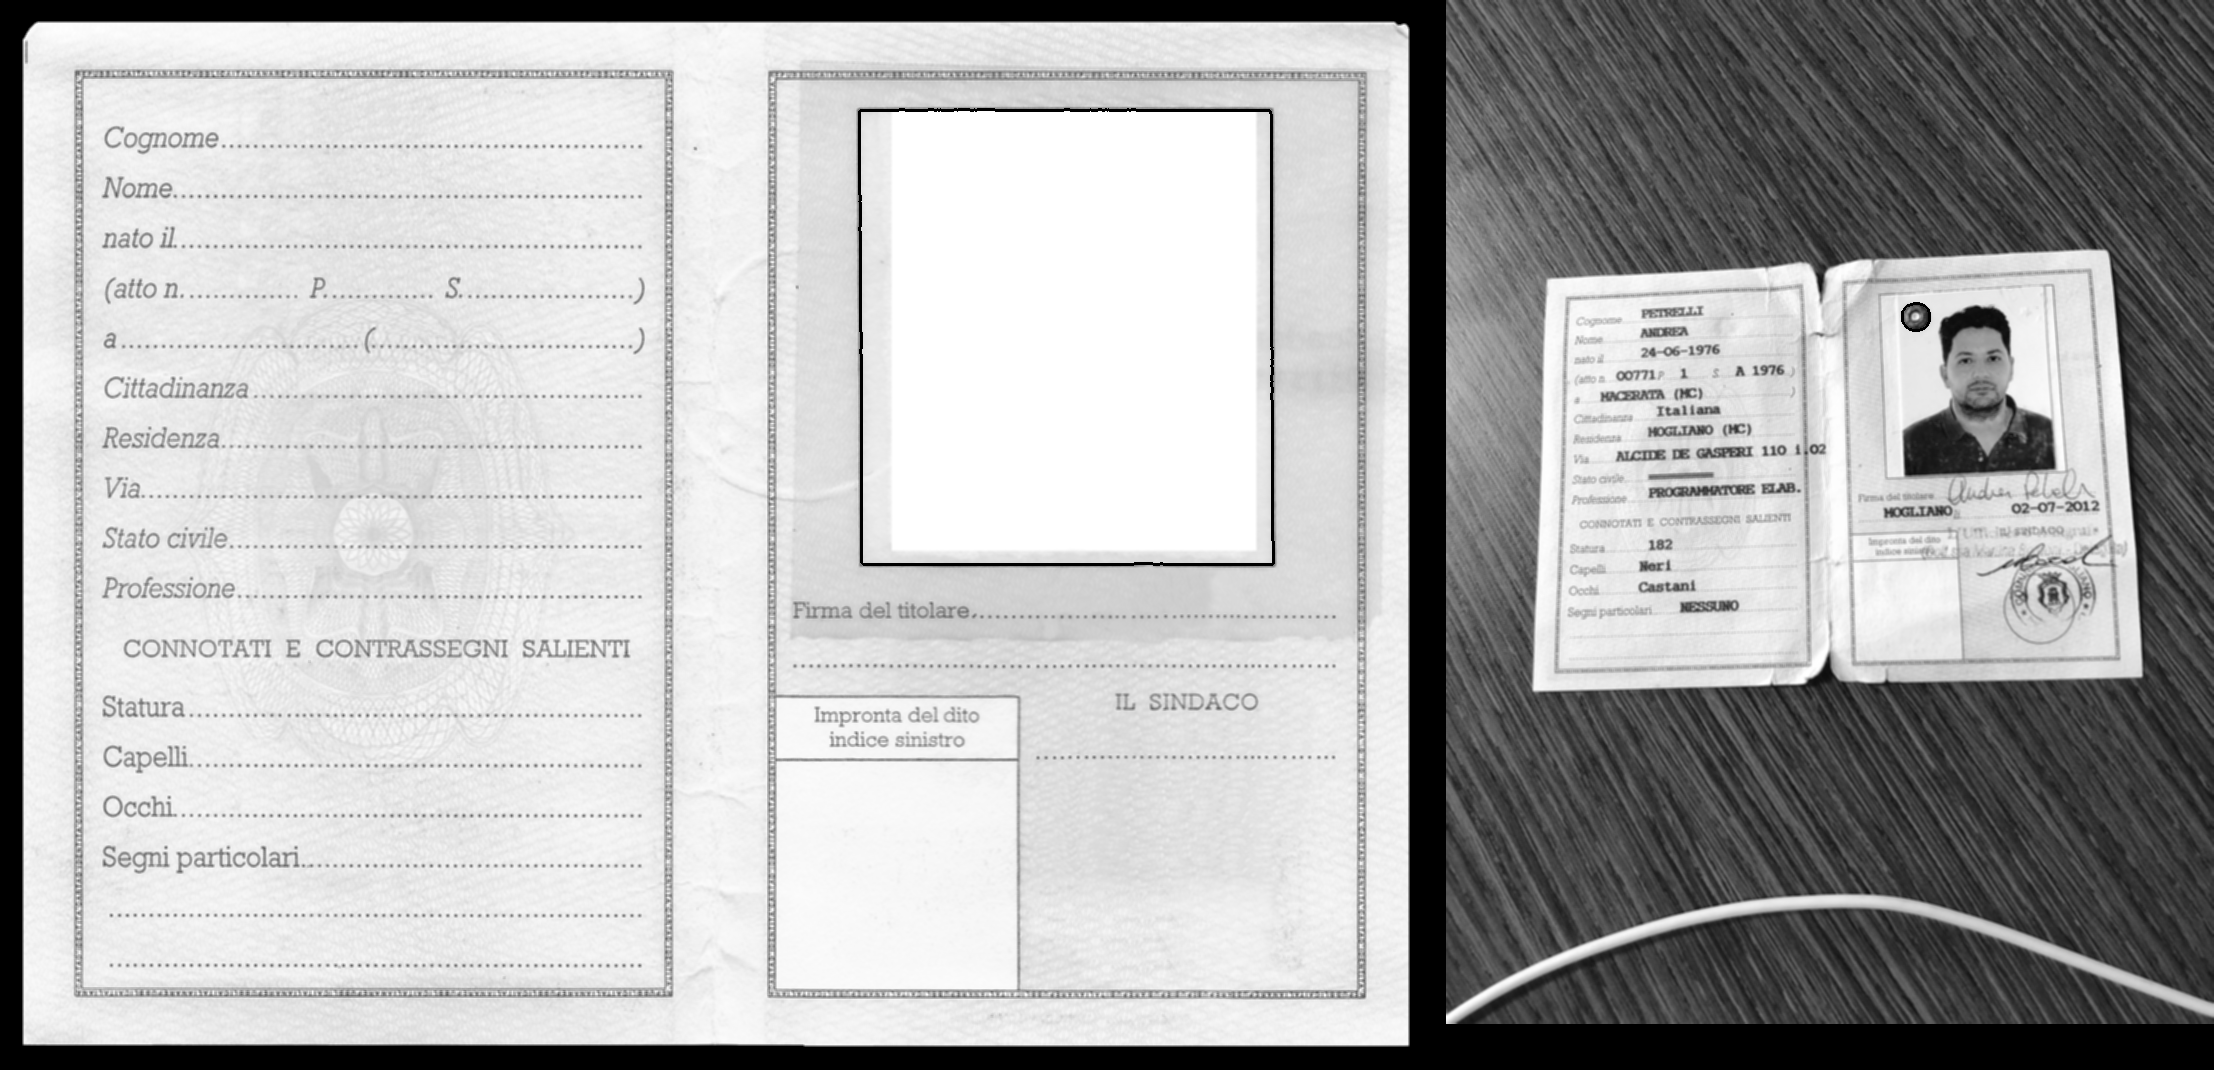 Cognome
Nome
nato il
(atto n. P. S. )
a ( )
Cittadinanza
Residenza
Via
Stato civile
Professione
CONNOTATI E CONTRASSEGNI SALIENTI
Statura
Capelli
Occhi
Segni particolari
Firma del titolare
Impronta del dito
indice sinistro
IL SINDACO
Cognome PETRELLI
Nome ANDREA
nato il 24-06-1976
(atto n. 00771 P. 1 S. A 1976 )
a MACERATA (MC) )
Cittadinanza Italiana
Residenza MOGLIANO (MC)
Via ALCIDE DE GASPERI 110 i.02
Stato civile
Professione PROGRAMMATORE ELAB.
CONNOTATI E CONTRASSEGNI SALIENTI
Statura 182
Capelli Neri
Occhi Castani
Segni particolari NESSUNO
Firma del titolare
MOGLIANO 02-07-2012
IL SINDACO
Impronta del dito
indice sinistro